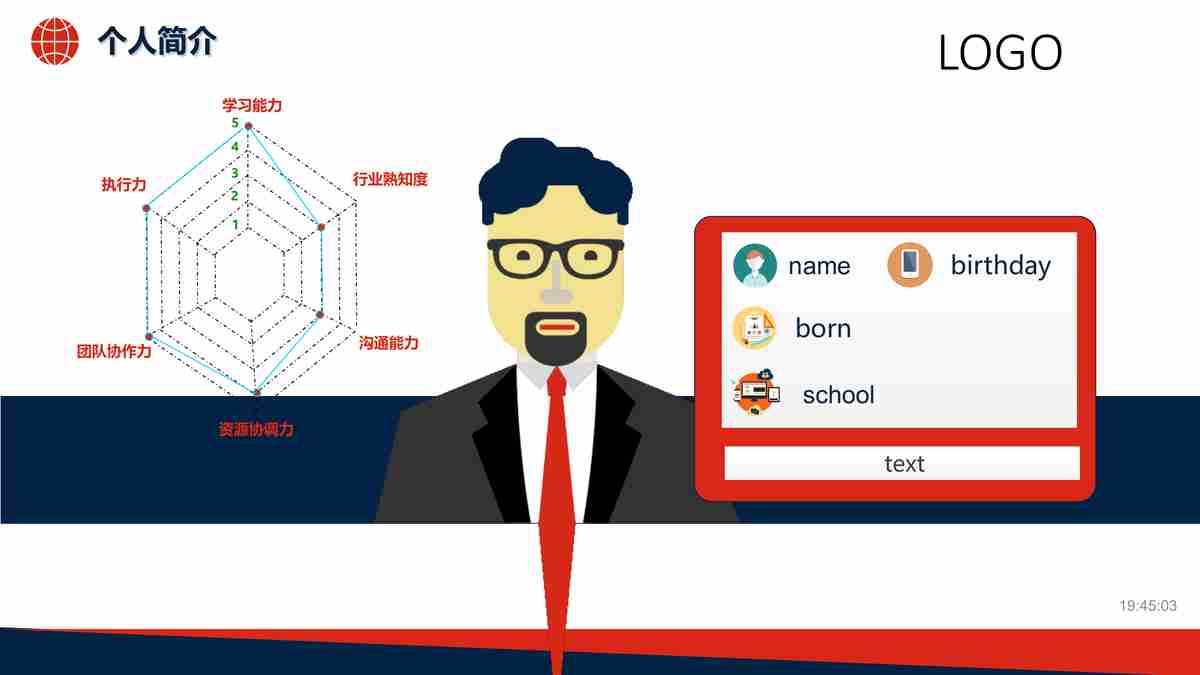 个人简介
LOGO
学习能力
5
4
3
2
1
行业熟知度
执行力
沟通能力
团队协作力
资源协调力
name
birthday
born
school
text
19:45:03